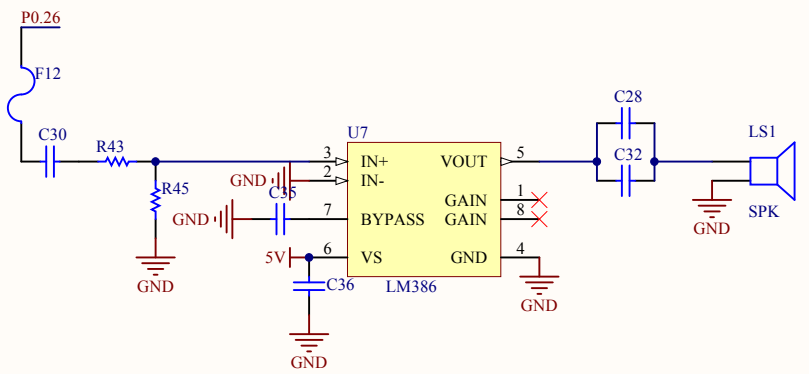 P0.26
F12
C30
R43
R45
GND
GND
C35
GND
5V
C36
GND
U7
3 IN+ VOUT 5
2 IN-
GAIN 1
7 BYPASS GAIN 8
6 VS GND 4
LM386
GND
C28
C32
LS1
SPK
GND